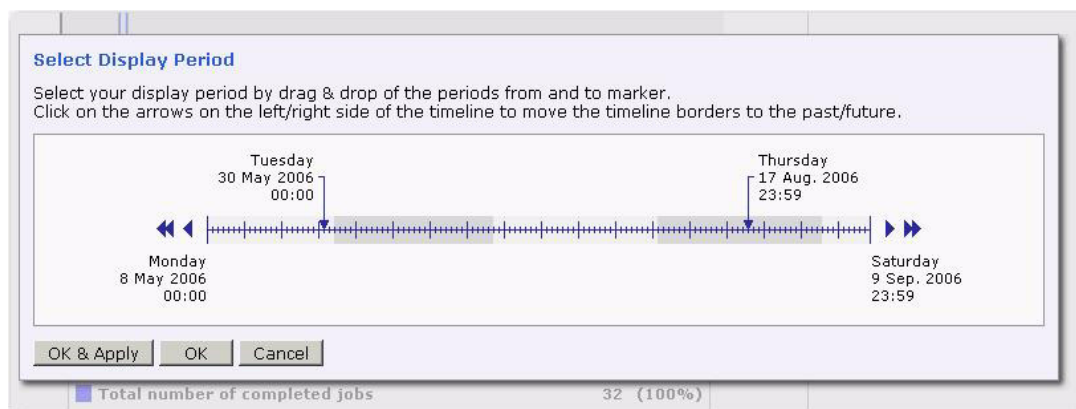 Select Display Period
Select your display period by drag & drop of the periods from and to marker.
Click on the arrows on the left/right side of the timeline to move the timeline borders to the past/future.
Tuesday
30 May 2006
00:00
Thursday
17 Aug. 2006
23:59
Monday
8 May 2006
00:00
Saturday
9 Sep. 2006
23:59
OK & Apply
OK
Cancel
Total number of completed jobs 32 (100%)